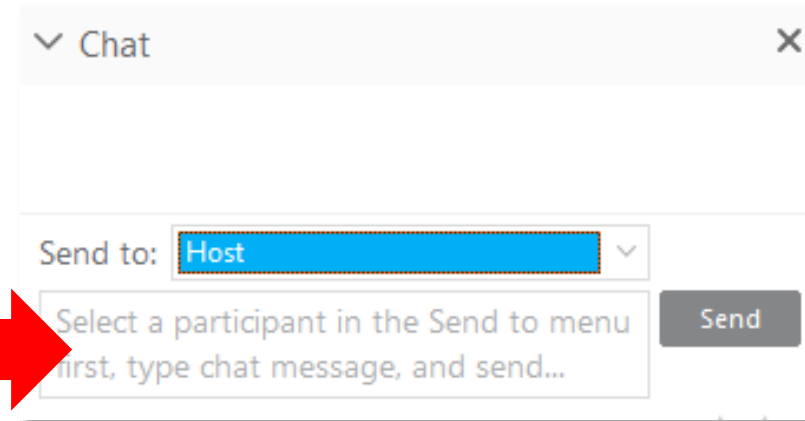 Chat
Send to: Host
Select a participant in the Send to menu
first, type chat message, and send...
Send